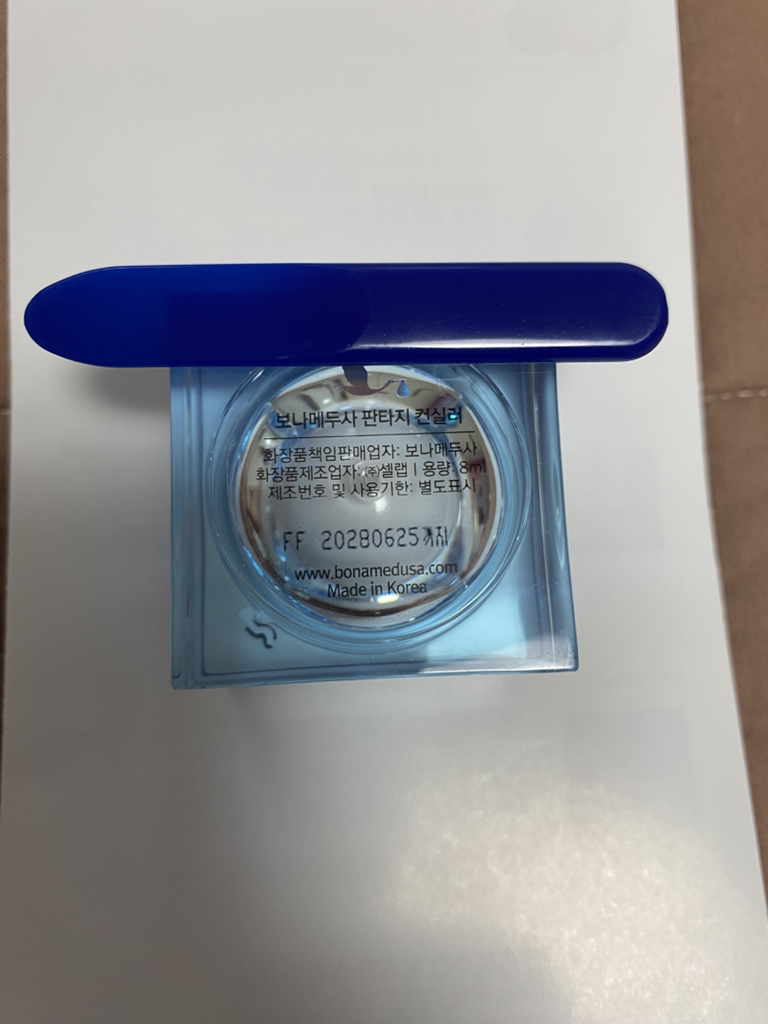 보나메두사 판타지 컨실러
화장품책임판매업자: 보나메두사
화장품제조업자: ㈜셀랩 | 용량: 8ml
제조번호 및 사용기한: 별도표시
FF 20280625까지
www.bonamedusa.com
Made in Korea